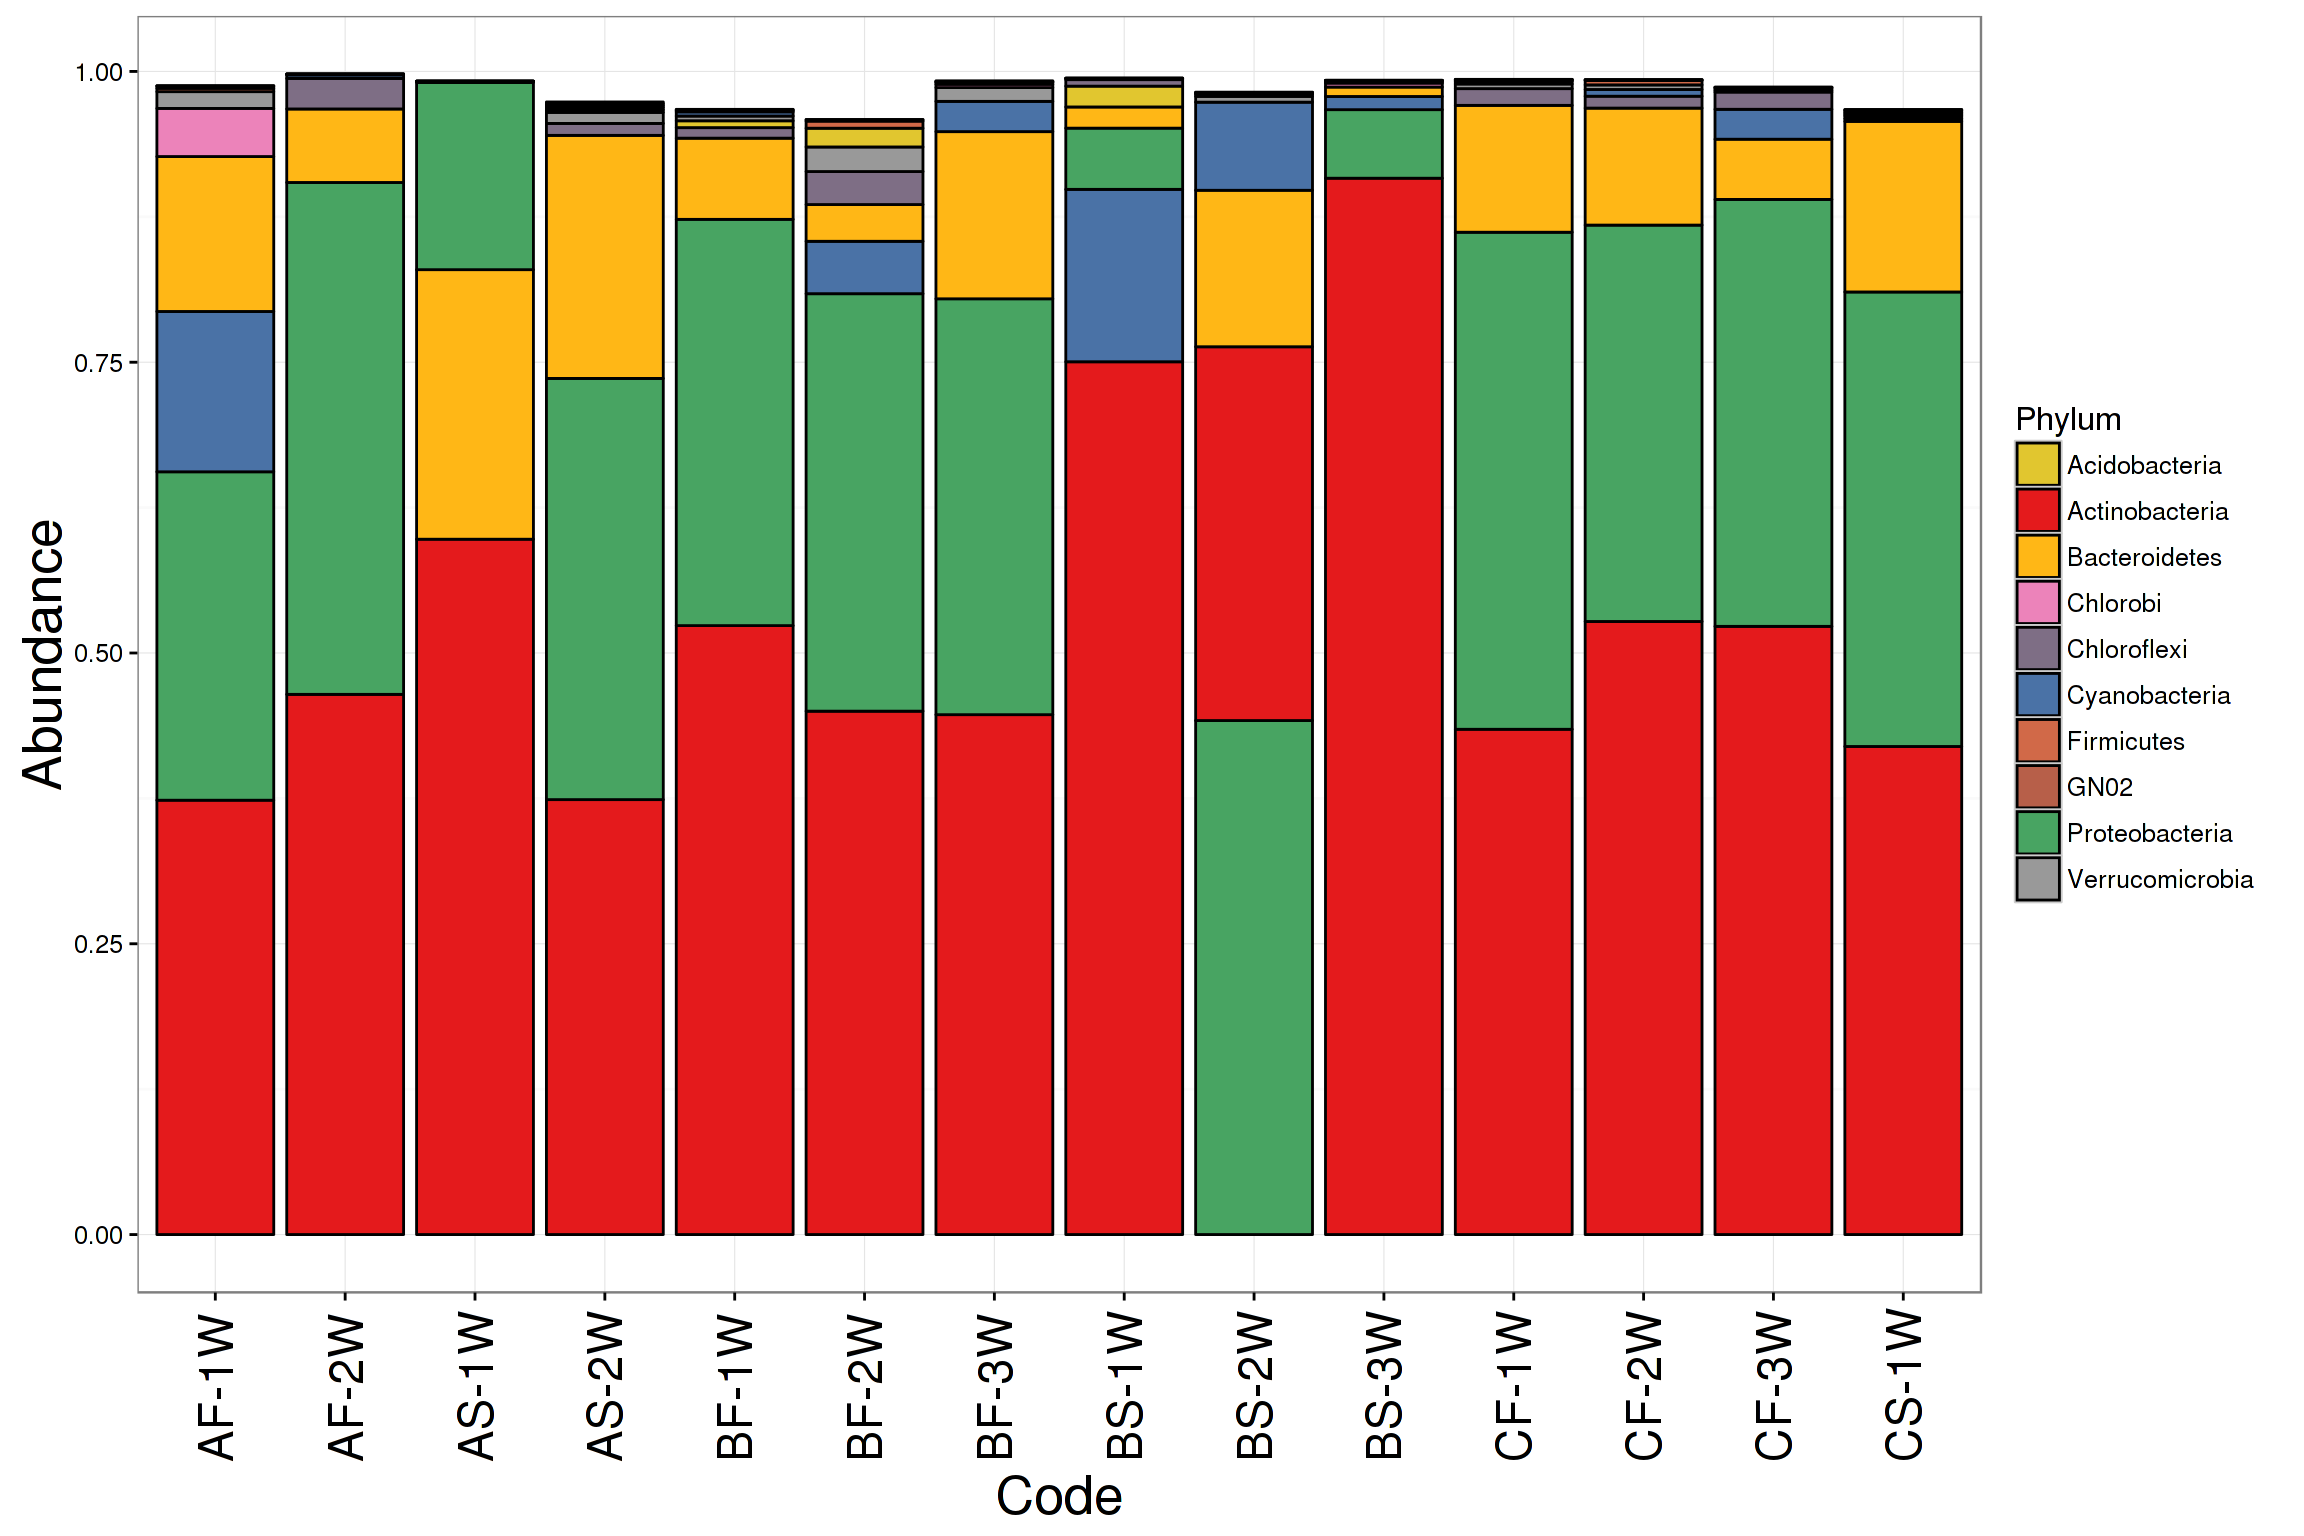 Abundance
1.00
0.75
0.50
0.25
0.00
AF-1W
AF-2W
AS-1W
AS-2W
BF-1W
BF-2W
BF-3W
BS-1W
BS-2W
BS-3W
CF-1W
CF-2W
CF-3W
CS-1W
Code
Phylum
Acidobacteria
Actinobacteria
Bacteroidetes
Chlorobi
Chloroflexi
Cyanobacteria
Firmicutes
GN02
Proteobacteria
Verrucomicrobia